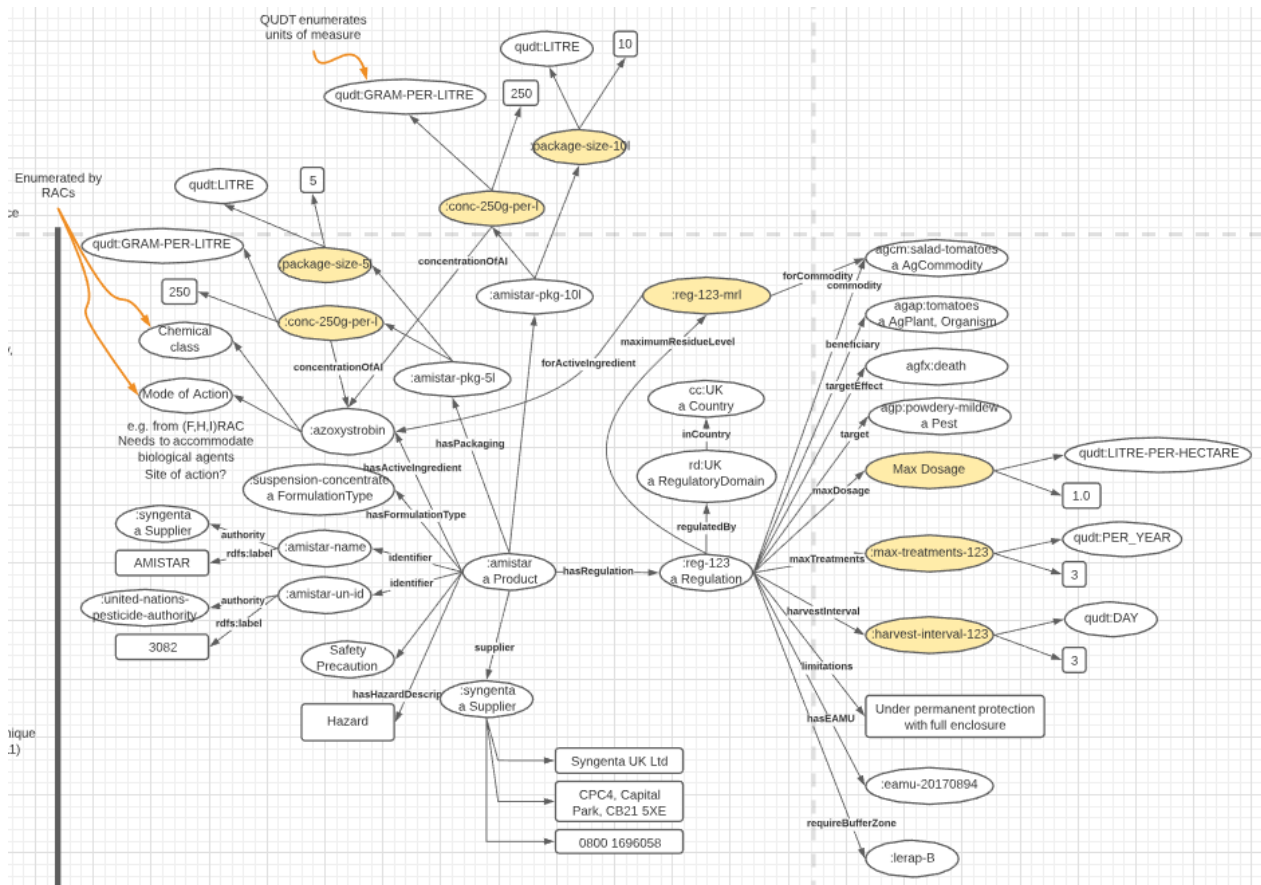 QUDT enumerates
units of measure
qudt:LITRE
10
qudt:GRAM-PER-LITRE
250
:package-size-10l
Enumerated by
RACs
qudt:LITRE
5
:conc-250g-per-l
ce
qudt:GRAM-PER-LITRE
:package-size-5l
concentrationOfAI
agcm:salad-tomatoes
a AgCommodity
forCommodity
commodity
250
:amistar-pkg-10l
:reg-123-mrl
:conc-250g-per-l
agap:tomatoes
a AgPlant, Organism
Chemical
class
maximumResidueLevel
beneficiary
concentrationOfAI
forActiveIngredient
agfx:death
:amistar-pkg-5l
targetEffect
Mode of Action
cc:UK
a Country
agp:powdery-mildew
a Pest
e.g. from (F,H,I)RAC
Needs to accommodate
biological agents
Site of action?
:azoxystrobin
inCountry
target
hasPackaging
qudt:LITRE-PER-HECTARE
hasActiveIngredient
rd:UK
a RegulatoryDomain
Max Dosage
:suspension-concentrate
a FormulationType
maxDosage
1.0
hasFormulationType
regulatedBy
:syngenta
a Supplier
authority
:amistar-name
identifier
rdfs:label
AMISTAR
:amistar
a Product
hasRegulation
:reg-123
a Regulation
maxTreatments
:max-treatments-123
qudt:PER_YEAR
3
identifier
:united-nations-
pesticide-authority
authority
:amistar-un-id
rdfs:label
3082
harvestInterval
:harvest-interval-123
qudt:DAY
3
Safety
Precaution
supplier
limitations
hasHazardDescrip
:syngenta
a Supplier
Hazard
Under permanent protection
with full enclosure
hasEAMU
nique
1)
Syngenta UK Ltd
:eamu-20170894
CPC4, Capital
Park, CB21 5XE
requireBufferZone
0800 1696058
:lerap-B